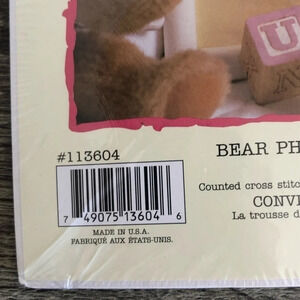 U
#113604
BEAR PH
Counted cross stitc
CONVE
La trousse d
7 49075 13604 6
MADE IN U.S.A.
FABRIQUÉ AUX ÉTATS-UNIS.